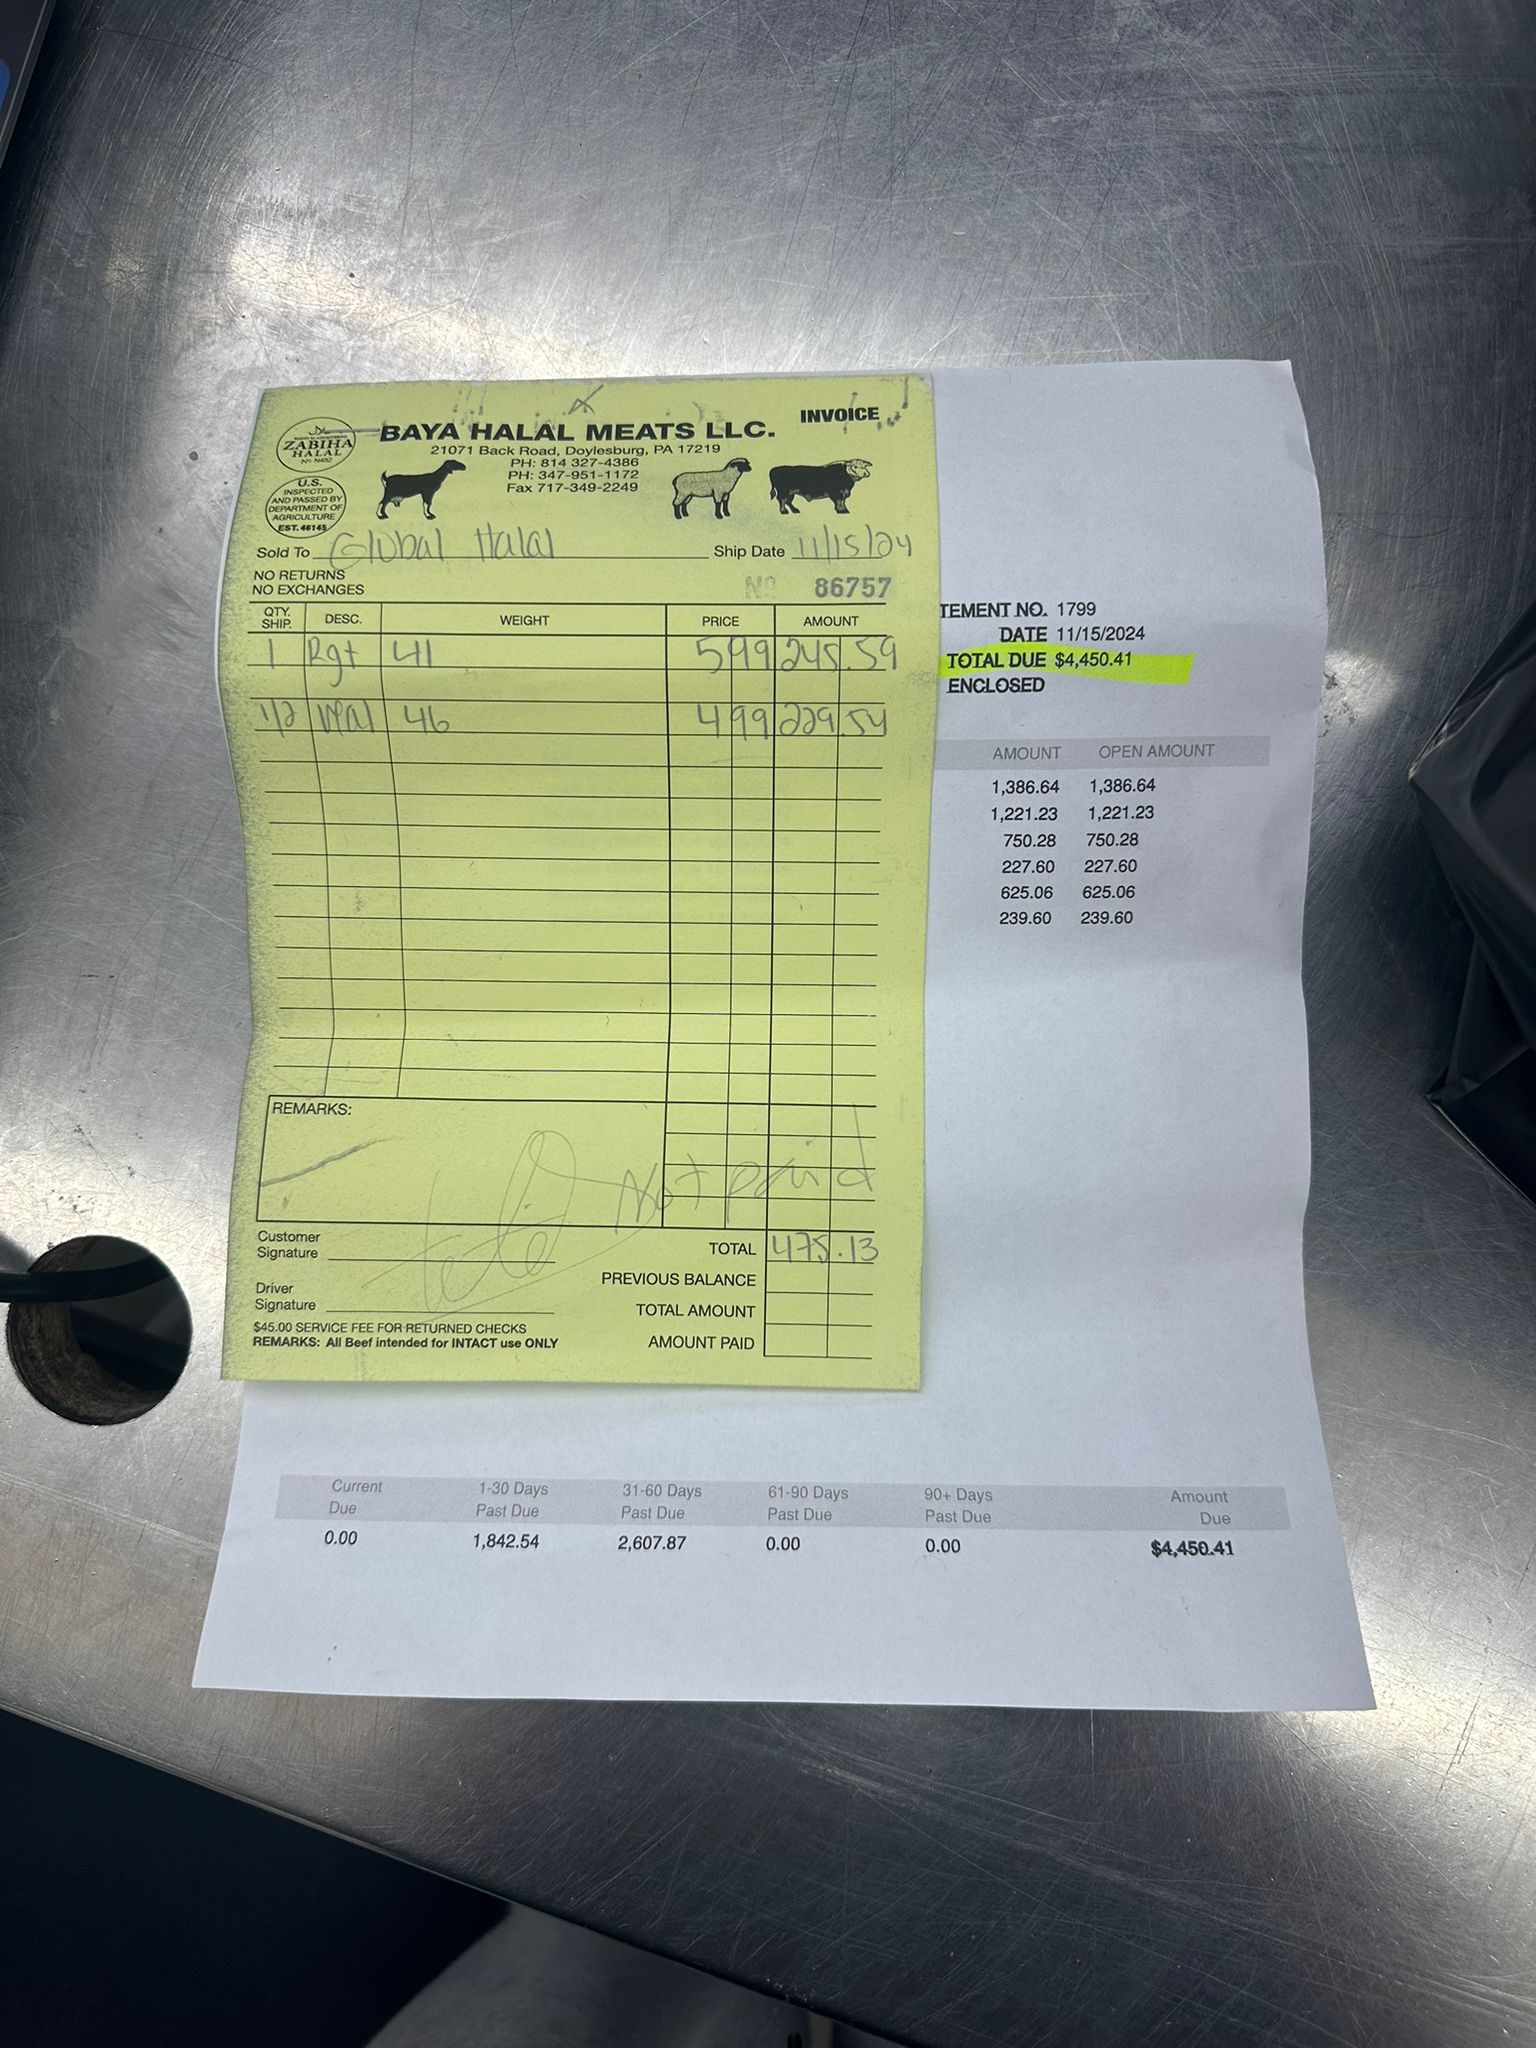 INVOICE
ZABIHA
HALAL
BAYA HALAL MEATS LLC.
21071 Back Road, Doylesburg, PA 17219
PH: 814 327-4386
PH: 347-951-1172
Fax 717-349-2249
U.S.
INSPECTED
AND PASSED BY
DEPARTMENT OF
AGRICULTURE
EST. 46145
Sold To Global Halal Ship Date 11/15/24
NO RETURNS
NO EXCHANGES
No 86757
QTY. SHIP. DESC. WEIGHT PRICE AMOUNT
1 Rgt 41 599 245.59
1/2 Veal 46 499 229.54
REMARKS:
Not paid
Customer
Signature
TOTAL 475.13
PREVIOUS BALANCE
Driver
Signature
TOTAL AMOUNT
$45.00 SERVICE FEE FOR RETURNED CHECKS
REMARKS: All Beef intended for INTACT use ONLY
AMOUNT PAID
TEMENT NO. 1799
DATE 11/15/2024
TOTAL DUE $4,450.41
ENCLOSED
AMOUNT OPEN AMOUNT
1,386.64 1,386.64
1,221.23 1,221.23
750.28 750.28
227.60 227.60
625.06 625.06
239.60 239.60
Current Due 1-30 Days Past Due 31-60 Days Past Due 61-90 Days Past Due 90+ Days Past Due Amount Due
0.00 1,842.54 2,607.87 0.00 0.00 $4,450.41